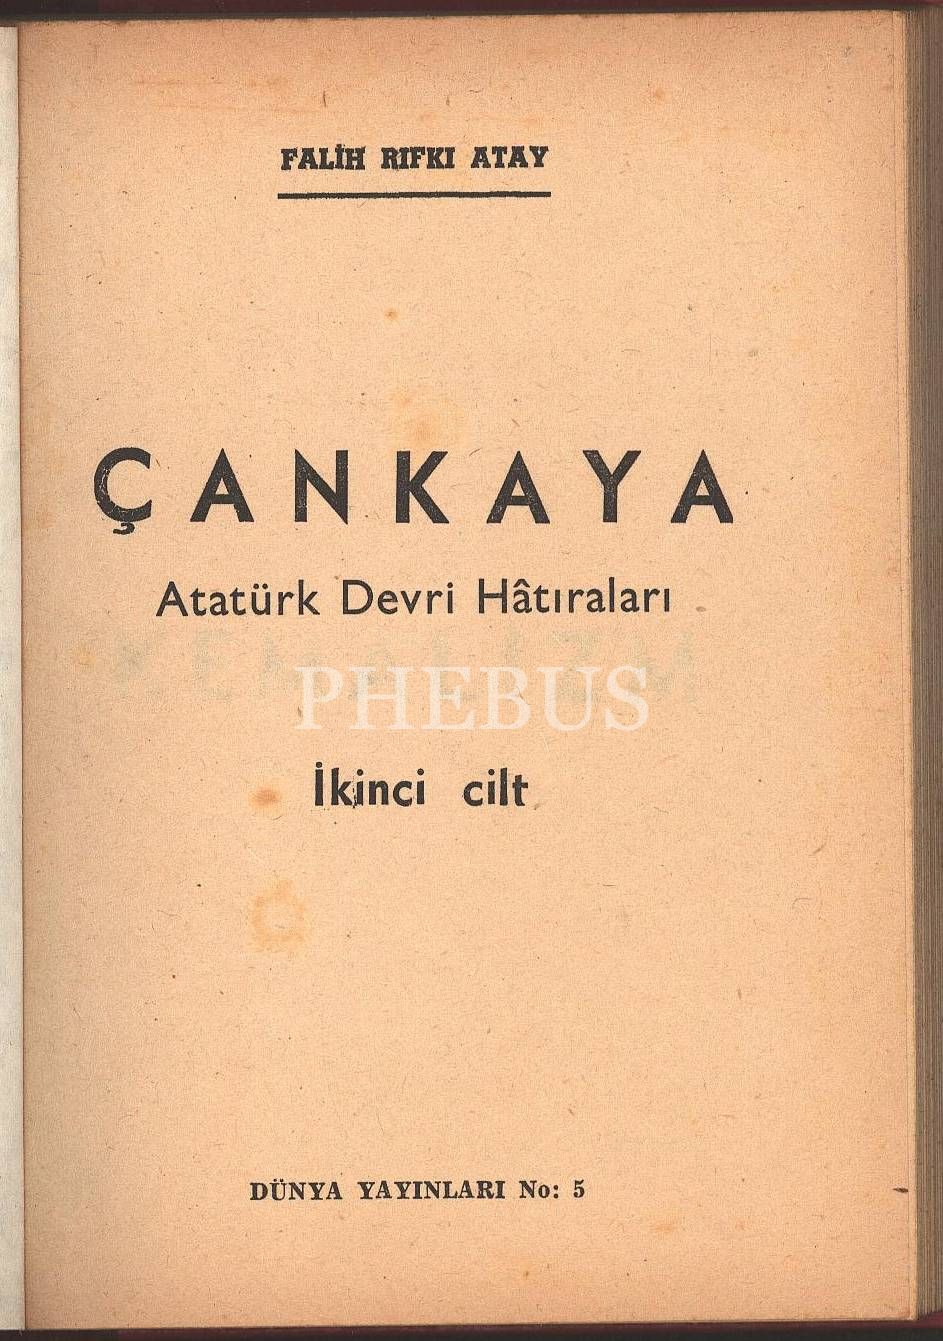 FALİH RIFKI ATAY
ÇANKAYA
Atatürk Devri Hâtıraları
PHEBUS
İkinci cilt
DÜNYA YAYINLARI No: 5